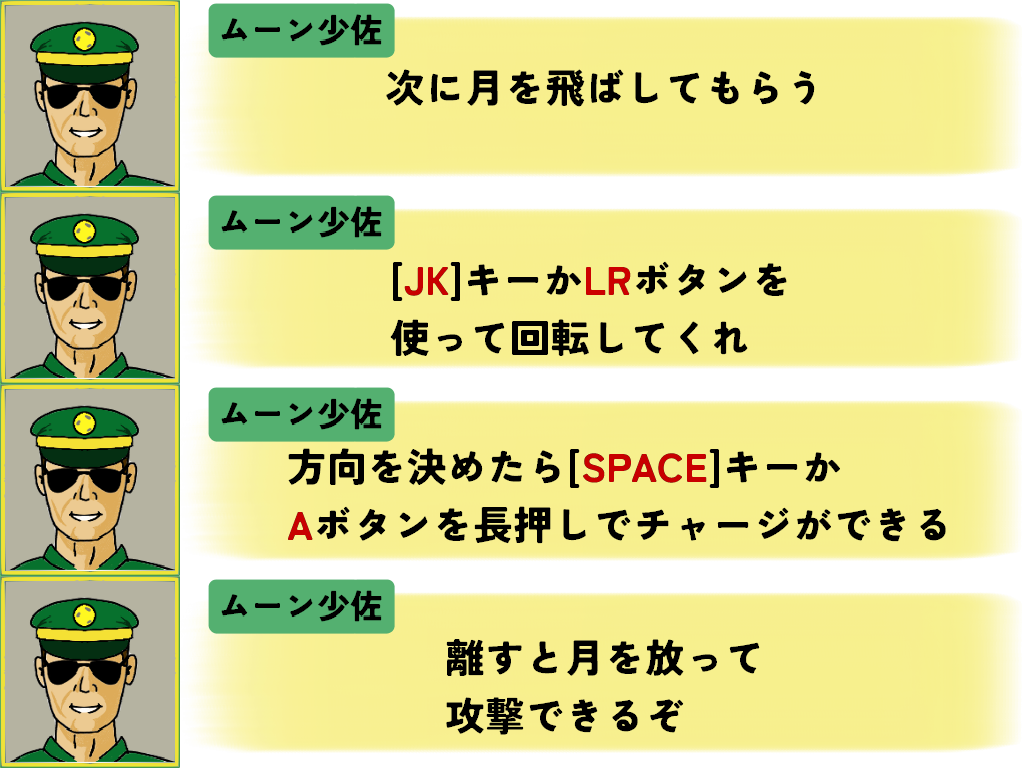 ムーン少佐
次に月を飛ばしてもらう
ムーン少佐
[JK]キーかLRボタンを
使って回転してくれ
ムーン少佐
方向を決めたら[SPACE]キーか
Aボタンを長押しでチャージができる
ムーン少佐
離すと月を放って
攻撃できるぞ